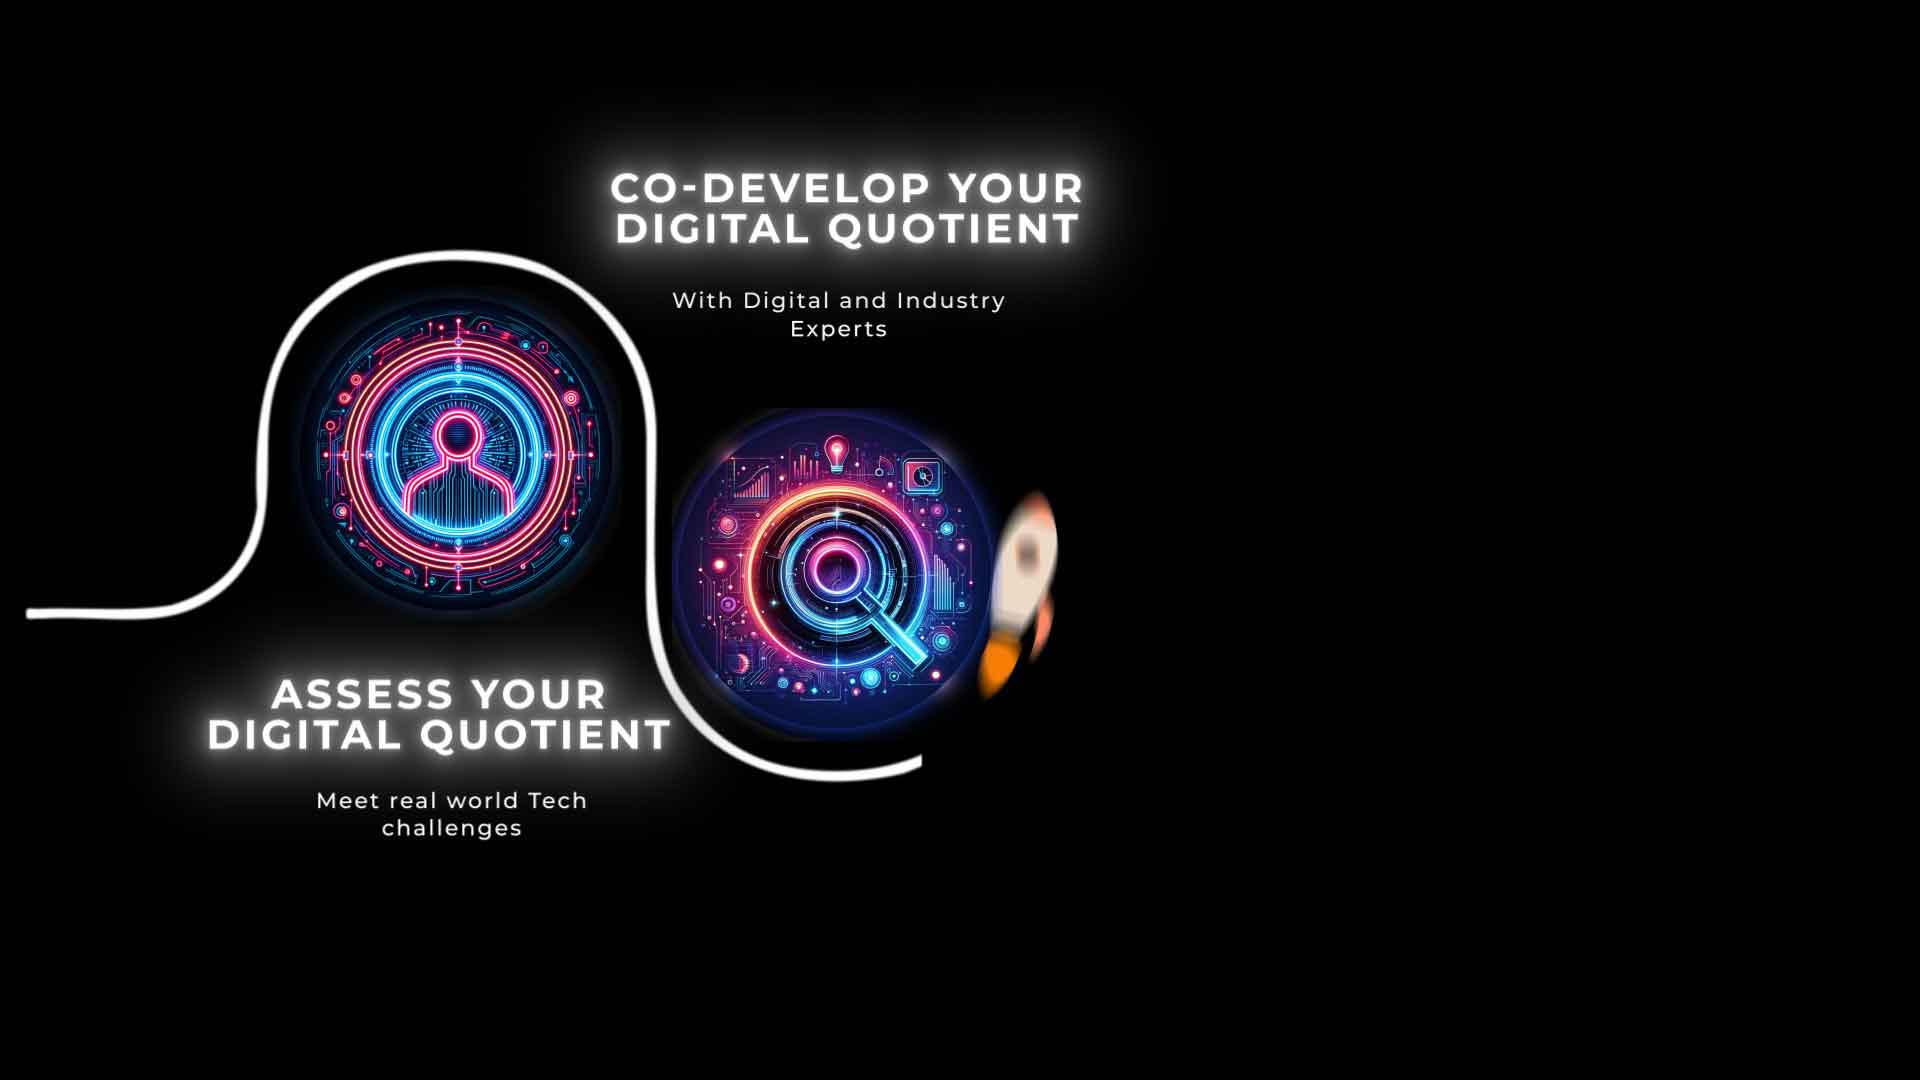 CO-DEVELOP YOUR
DIGITAL QUOTIENT
With Digital and Industry
Experts
ASSESS YOUR
DIGITAL QUOTIENT
Meet real world Tech
challenges